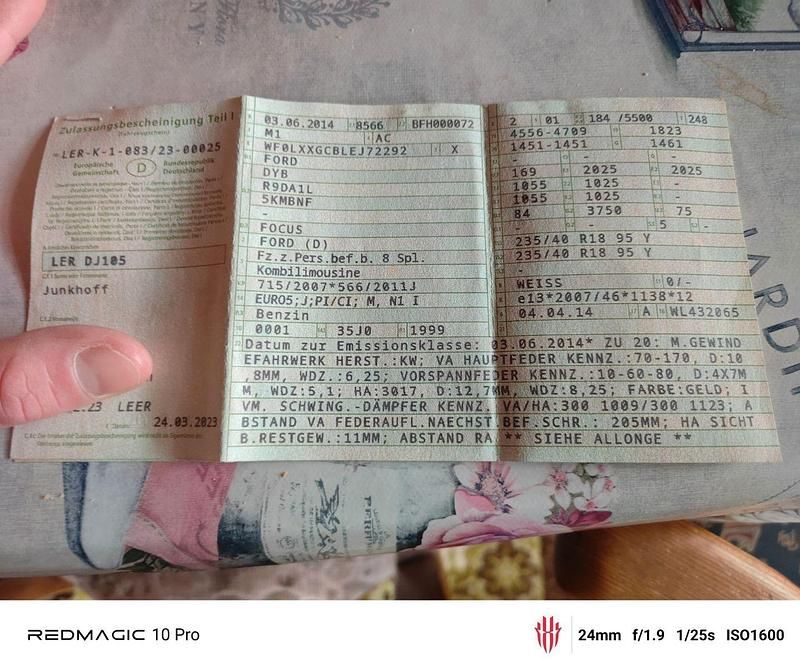 Zulassungsbescheinigung Teil I
(Fahrzeugschein)
LER-K-1-083/23-00025
Europäische Gemeinschaft D Bundesrepublik Deutschland
LER DJ105
Junkhoff
LEER
24.03.2023
03.06.2014 8566 BFH000072
M1 AC
WF0LXXGCBLEJ72292 X
FORD
DYB
R9DA1L
5KMBNF
-
FOCUS
FORD (D)
Fz.z.Pers.bef.b. 8 Spl.
Kombilimousine
715/2007*566/2011J
EURO5;J;PI/CI; M, N1 I
Benzin
0001 35J0 1999
2 01 184 /5500 248
4556-4709 1823
1451-1451 1461
- - -
169 2025 2025
1055 1025 -
1055 1025 -
84 3750 75
- - 5 -
235/40 R18 95 Y
235/40 R18 95 Y
-
WEISS 0/-
e13*2007/46*1138*12
04.04.14 A WL432065
Datum zur Emissionsklasse: 03.06.2014* ZU 20: M.GEWIND
EFAHRWERK HERST.:KW; VA HAUPTFEDER KENNZ.:70-170, D:10
,8MM, WDZ.:6,25; VORSPANNFEDER KENNZ.:10-60-80, D:4X7M
M, WDZ:5,1; HA:3017, D:12,7MM, WDZ:8,25; FARBE:GELD; I
VM. SCHWING.-DÄMPFER KENNZ. VA/HA:300 1009/300 1123; A
BSTAND VA FEDERAUFL.NAECHST.BEF.SCHR.: 205MM; HA SICHT
B.RESTGEW.:11MM; ABSTAND RA ** SIEHE ALLONGE **
REDMAGIC 10 Pro
24mm f/1.9 1/25s ISO1600